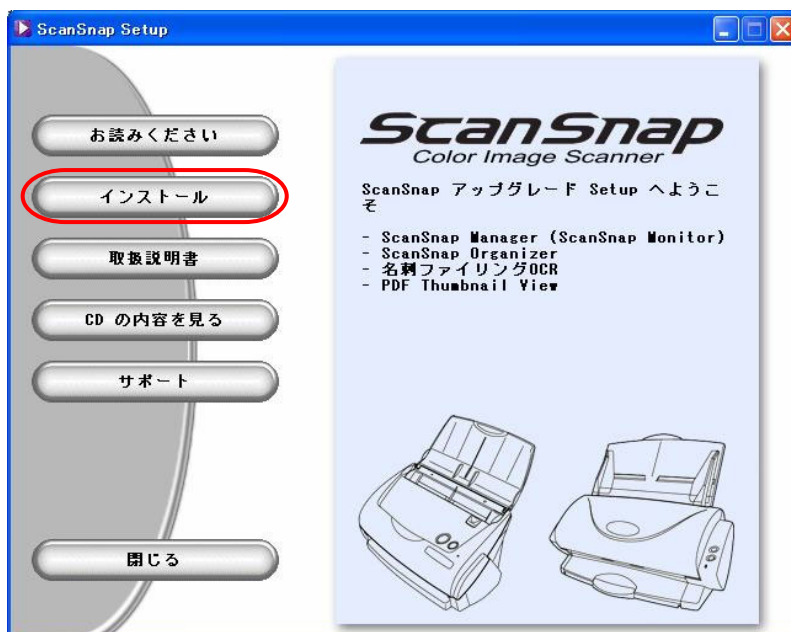 ScanSnap Setup
お読みください
インストール
取扱説明書
CD の内容を見る
サポート
閉じる
ScanSnap
Color Image Scanner
ScanSnap アップグレード Setup へようこ
そ
- ScanSnap Manager (ScanSnap Monitor)
- ScanSnap Organizer
- 名刺ファイリングOCR
- PDF Thumbnail View